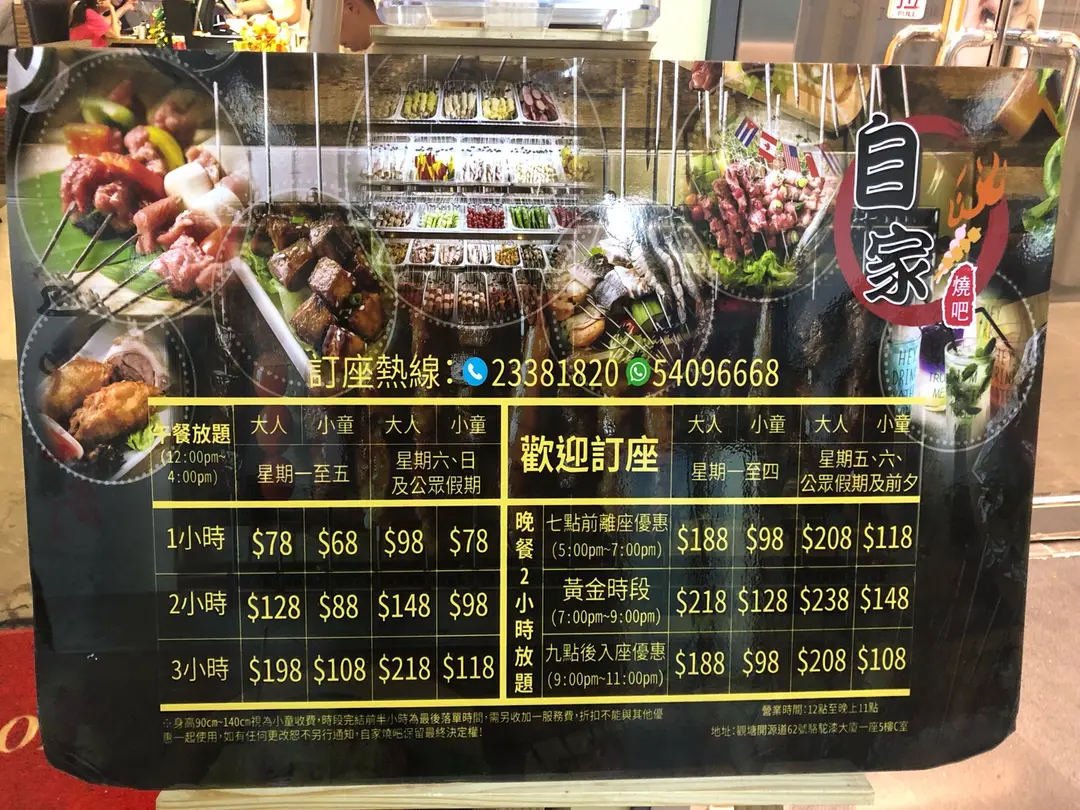 拉
PULL
自家
燒吧
訂座熱線: 23381820 54096668
午餐放題
(12:00pm~
4:00pm)
大人 小童 大人 小童
星期一至五
星期六、日
及公眾假期
1小時 $78 $68 $98 $78
2小時 $128 $88 $148 $98
3小時 $198 $108 $218 $118
歡迎訂座
大人 小童 大人 小童
星期一至四
星期五、六、
公眾假期及前夕
晚餐2小時放題
七點前離座優惠
(5:00pm~7:00pm)
$188 $98 $208 $118
黃金時段
(7:00pm~9:00pm)
$218 $128 $238 $148
九點後入座優惠
(9:00pm~11:00pm)
$188 $98 $208 $108
※身高90cm~140cm視為小童收費,時段完結前半小時為最後落單時間,需另收加一服務費,折扣不能與其他優
惠一起使用,如有任何更改恕不另行通知,自家燒吧保留最終決定權!
營業時間:12點至晚上11點
地址:觀塘開源道62號駱駝漆大廈一座5樓C室